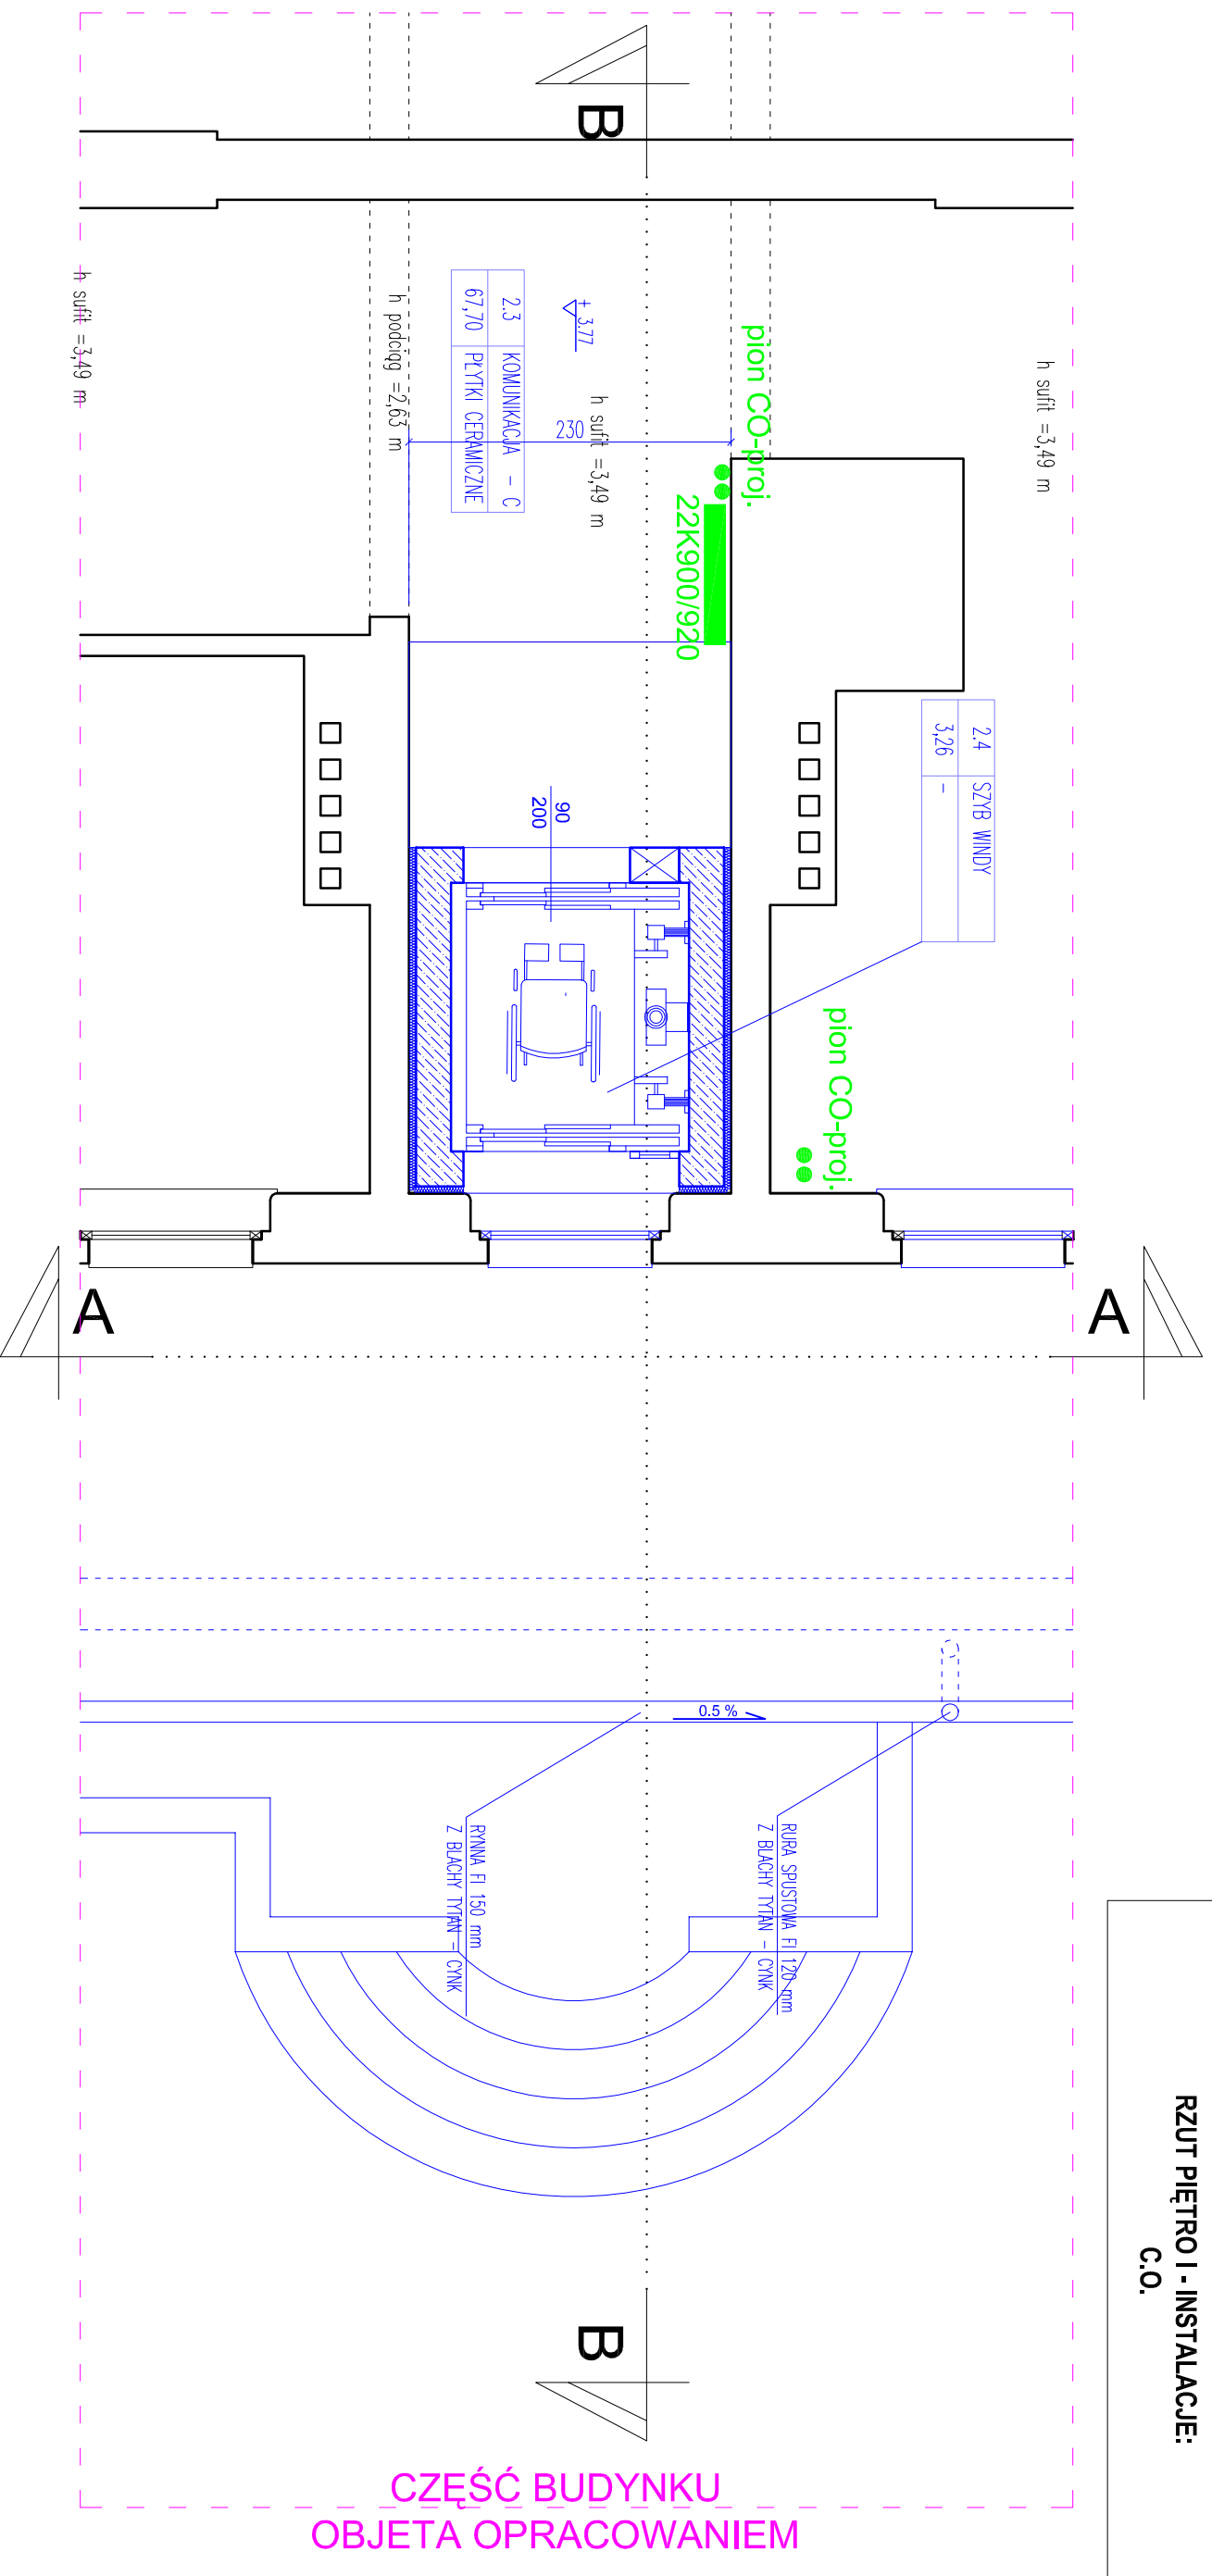 B
h sufit =3,49 m
h podciąg =2,63 m
2.3 KOMUNIKACJA - C
67,70 PŁYTKI CERAMICZNE
+ 3.77
h sufit =3,49 m
230
pion CO-proj.
22K900/920
h sufit =3,49 m
2.4 SZYB WINDY
3,26 -
90
200
pion CO-proj.
A
A
0.5 %
RYNNA FI 150 mm
Z BLACHY TYTAN - CYNK
RURA SPUSTOWA FI 120 mm
Z BLACHY TYTAN - CYNK
RZUT PIĘTRO I - INSTALACJE:
C.O.
B
CZĘŚĆ BUDYNKU
OBJETA OPRACOWANIEM